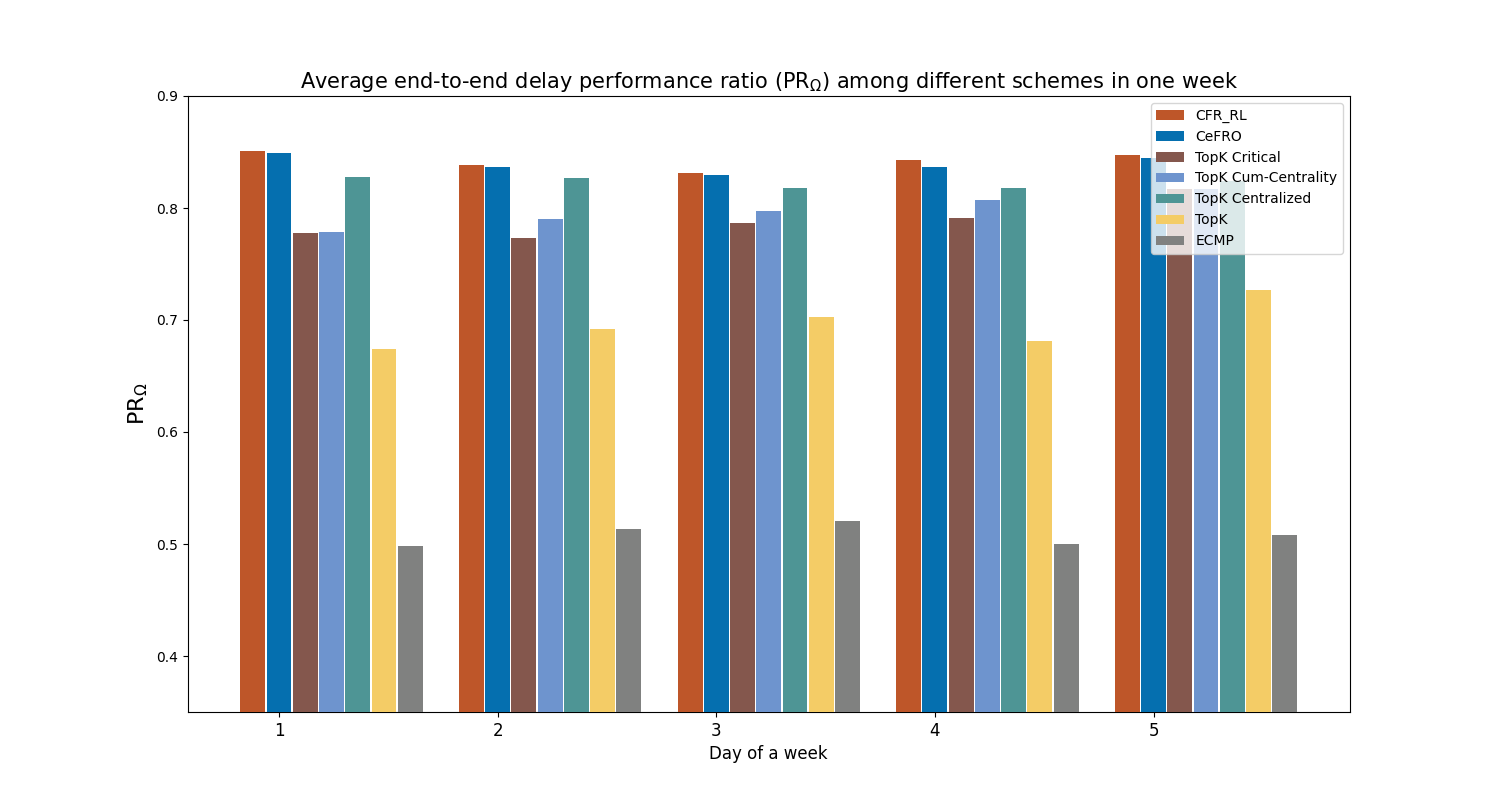 Average end-to-end delay performance ratio (PR_Ω) among different schemes in one week
0.9
0.8
0.7
0.6
0.5
0.4
PR_Ω
CFR_RL
CeFRO
TopK Critical
TopK Cum-Centrality
TopK Centralized
TopK
ECMP
1 2 3 4 5
Day of a week